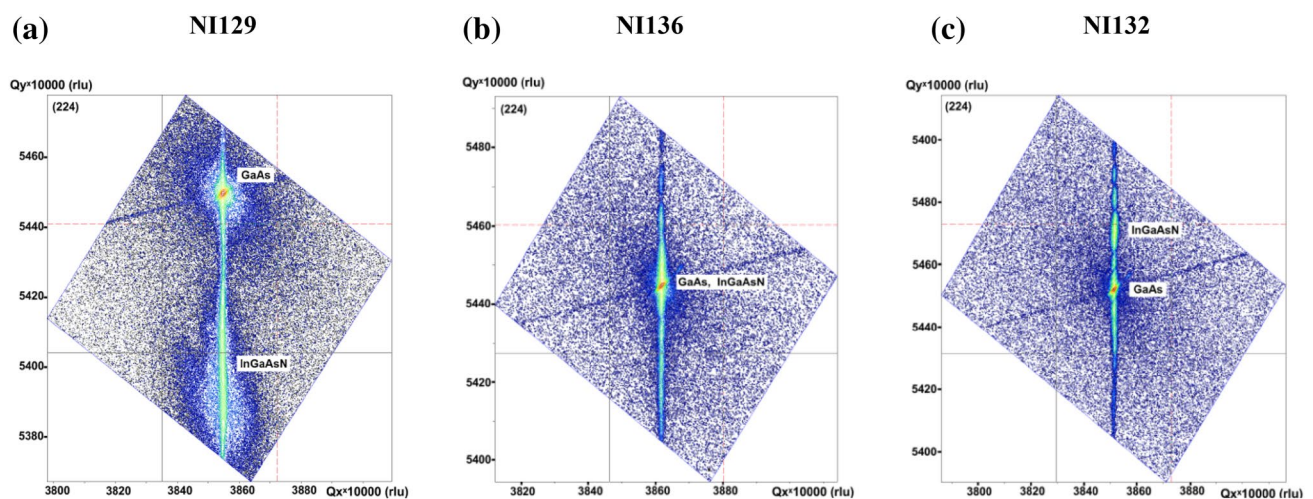 (a) NI129
Qy×10000 (rlu)
(224)
GaAs
InGaAsN
5460
5440
5420
5400
5380
3800 3820 3840 3860 3880 Qx×10000 (rlu)
(b) NI136
Qy×10000 (rlu)
(224)
GaAs, InGaAsN
5480
5460
5440
5420
5400
3820 3840 3860 3880 Qx×10000 (rlu)
(c) NI132
Qy×10000 (rlu)
(224)
InGaAsN
GaAs
5400
5480
5460
5440
5420
5400
3800 3820 3840 3860 3880 Qx×10000 (rlu)